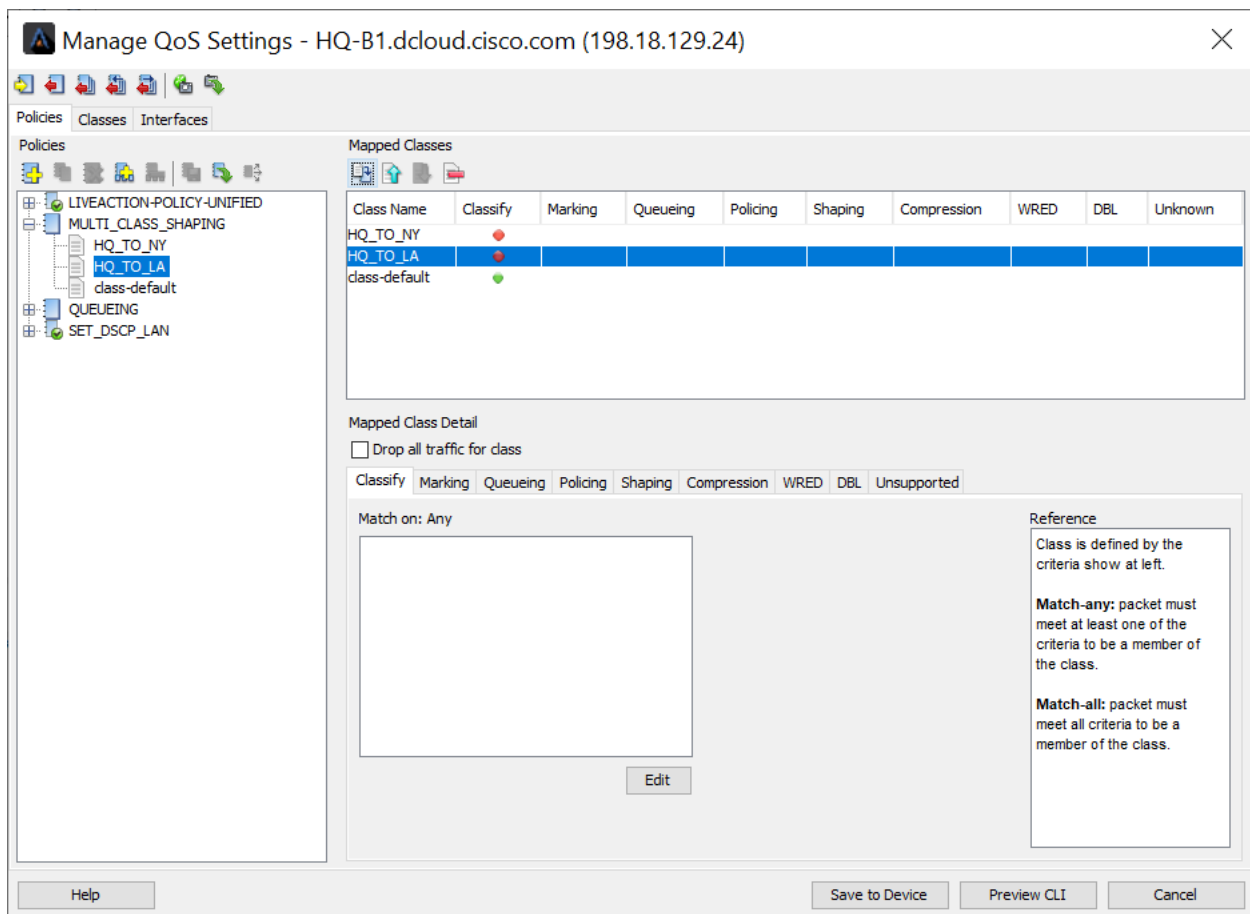 Manage QoS Settings - HQ-B1.dcloud.cisco.com (198.18.129.24)
Policies Classes Interfaces
Policies
LIVEACTION-POLICY-UNIFIED
MULTI_CLASS_SHAPING
HQ_TO_NY
HQ_TO_LA
class-default
QUEUEING
SET_DSCP_LAN
Mapped Classes
Class Name Classify Marking Queueing Policing Shaping Compression WRED DBL Unknown
HQ_TO_NY
HQ_TO_LA
class-default
Mapped Class Detail
Drop all traffic for class
Classify Marking Queueing Policing Shaping Compression WRED DBL Unsupported
Match on: Any
Edit
Reference
Class is defined by the
criteria show at left.
Match-any: packet must
meet at least one of the
criteria to be a member of
the class.
Match-all: packet must
meet all criteria to be a
member of the class.
Help Save to Device Preview CLI Cancel